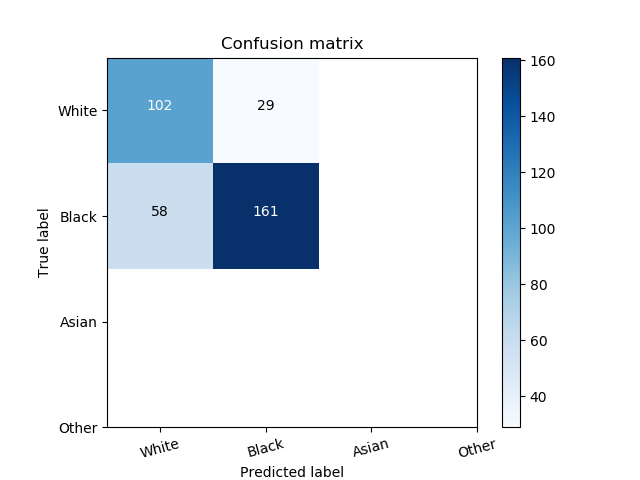 Confusion matrix
160
White
102
29
140
120
Black
58
161
100
True label
80
Asian
60
40
Other
White
Black
Asian
Other
Predicted label